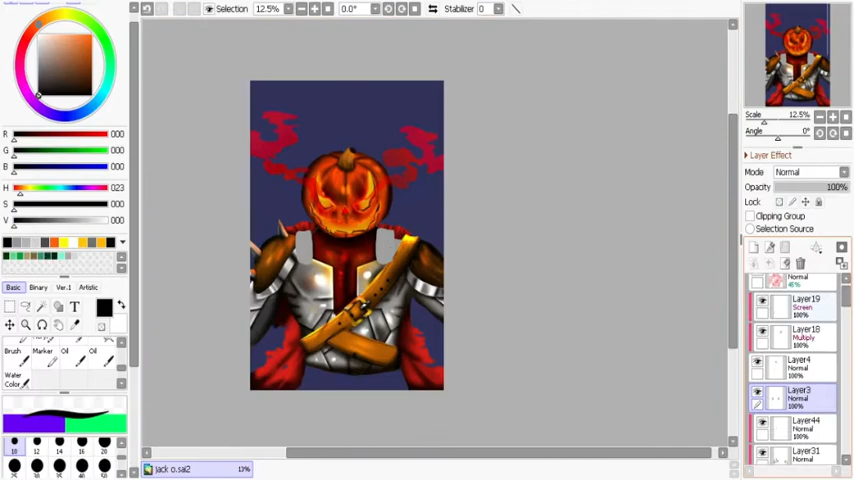 Selection
12.5%
0.0°
Stabilizer 0
R 000
G 000
B 000
H 023
S 000
V 000
Basic
Binary
Ver.1
Artistic
T
Brush
Marker
Oil
Oil
Water
Color
10
12
14
16
20
25
jack o.sai2
13%
Scale
12.5%
Angle
0°
Layer Effect
Mode
Normal
Opacity
100%
Lock
Clipping Group
Selection Source
Normal
Layer19
Screen
100%
Layer18
Multiply
100%
Layer4
Normal
100%
Layer3
Normal
100%
Layer44
Normal
100%
Layer31
Normal